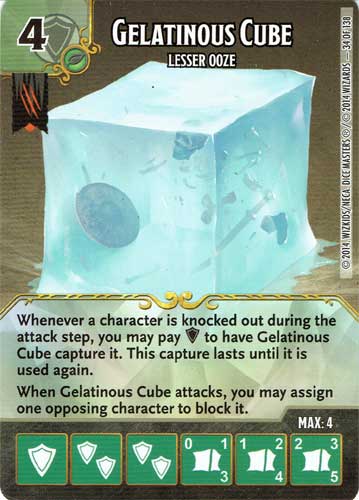 4
GELATINOUS CUBE
LESSER OOZE
© 2014 WIZKIDS/NECA. DICE MASTERS ®/© 2014 WIZARDS — 34 OF 138
Whenever a character is knocked out during the
attack step, you may pay to have Gelatinous
Cube capture it. This capture lasts until it is
used again.
When Gelatinous Cube attacks, you may assign
one opposing character to block it.
MAX: 4
0 1
3
1 2
4
2 3
5